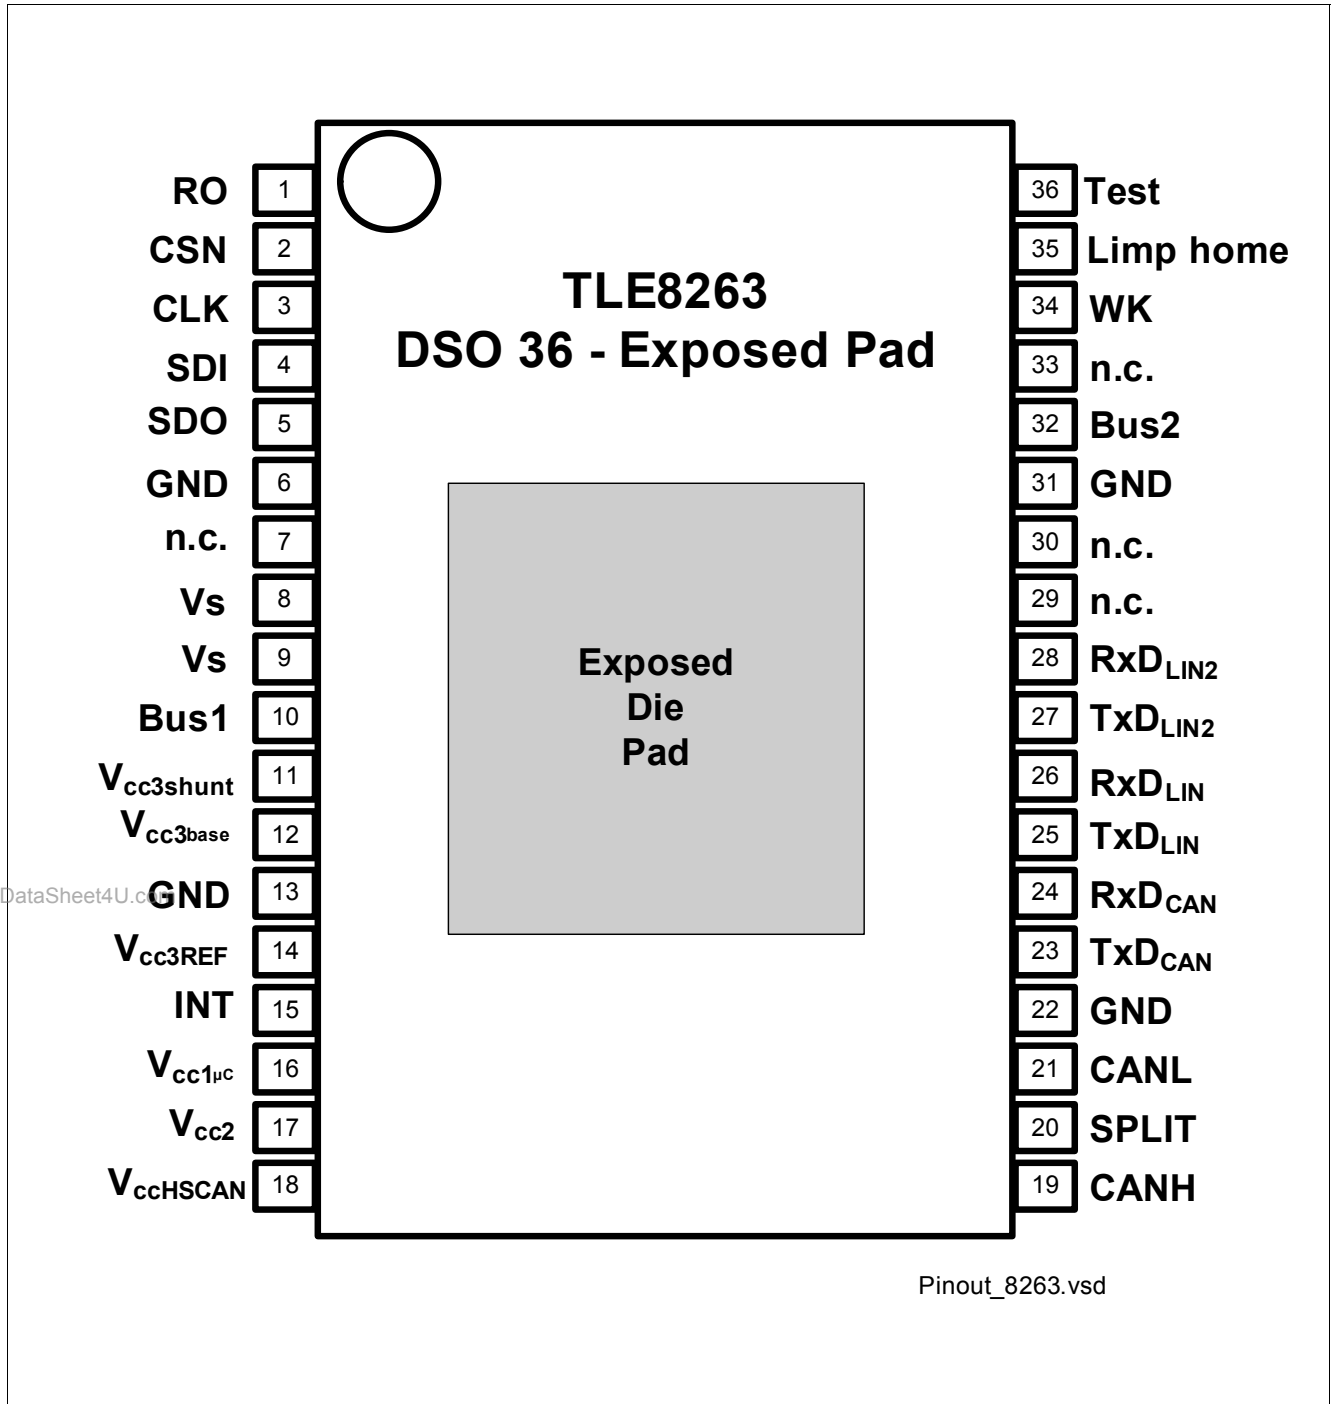 RO 1
CSN 2
CLK 3
SDI 4
SDO 5
GND 6
n.c. 7
Vs 8
Vs 9
Bus1 10
Vcc3shunt 11
Vcc3base 12
DataSheet4U.com
GND 13
Vcc3REF 14
INT 15
Vcc1µC 16
Vcc2 17
VccHSCAN 18
TLE8263
DSO 36 - Exposed Pad
Exposed
Die
Pad
36 Test
35 Limp home
34 WK
33 n.c.
32 Bus2
31 GND
30 n.c.
29 n.c.
28 RxDLIN2
27 TxDLIN2
26 RxDLIN
25 TxDLIN
24 RxDCAN
23 TxDCAN
22 GND
21 CANL
20 SPLIT
19 CANH
Pinout_8263.vsd